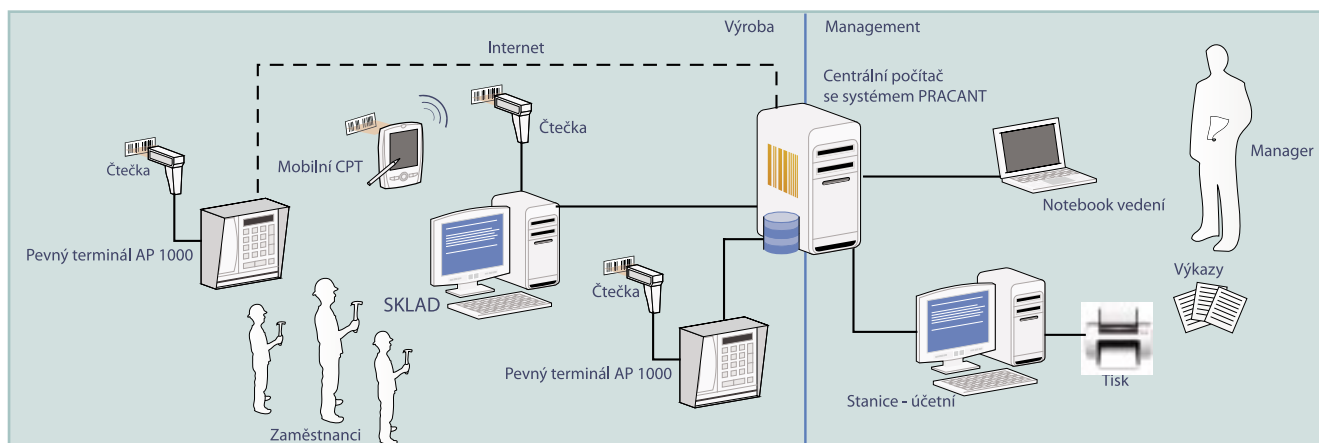 Výroba
Management
Internet
Centrální počítač
se systémem PRACANT
Čtečka
Čtečka
Mobilní CPT
Manager
Notebook vedení
Pevný terminál AP 1000
Výkazy
Čtečka
SKLAD
Pevný terminál AP 1000
Tisk
Stanice - účetní
Zaměstnanci